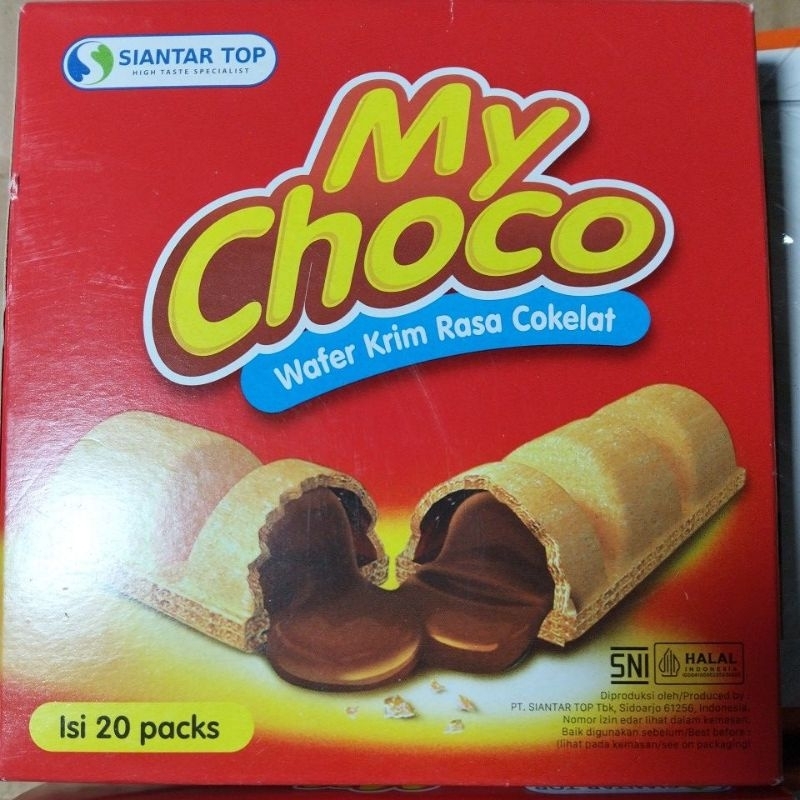 SIANTAR TOP
HIGH TASTE SPECIALIST
My
Choco
Wafer Krim Rasa Cokelat
Isi 20 packs
SNI
HALAL
INDONESIA
Diproduksi oleh/Produced by :
PT. SIANTAR TOP Tbk, Sidoarjo 61256, Indonesia.
Nomor izin edar lihat dalam kemasan.
Baik digunakan sebelum/Best before :
(lihat pada kemasan/see on packaging)
SIANTAR TOP